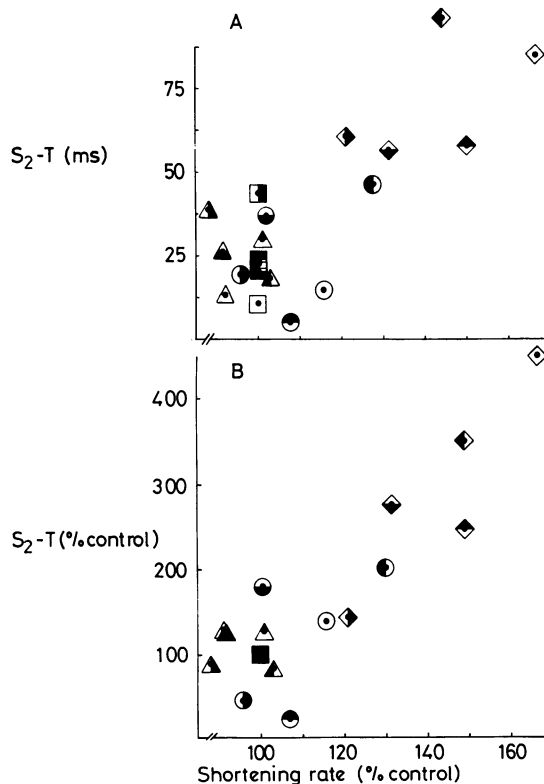 A
75
S₂-T (ms)
50
25
B
400
300
S₂-T (% control)
200
100
100 120 140 160
Shortening rate (% control)